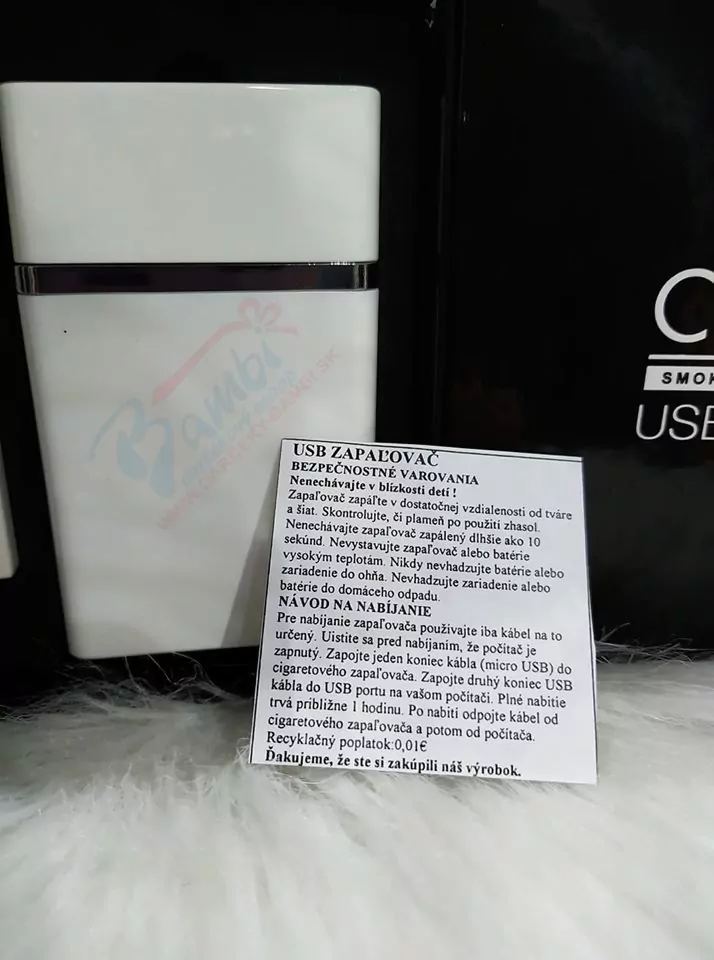 Bambi
SMOK
USB
USB ZAPAĽOVAČ
BEZPEČNOSTNÉ VAROVANIA
Nenechávajte v blízkosti detí !
Zapaľovač zapáľte v dostatočnej vzdialenosti od tváre
a šiat. Skontrolujte, či plameň po použití zhasol.
Nenechávajte zapaľovač zapálený dlhšie ako 10
sekúnd. Nevystavujte zapaľovač alebo batérie
vysokým teplotám. Nikdy nevhadzujte batérie alebo
zariadenie do ohňa. Nevhadzujte zariadenie alebo
batérie do domáceho odpadu.
NÁVOD NA NABÍJANIE
Pre nabíjanie zapaľovača používajte iba kábel na to
určený. Uistite sa pred nabíjaním, že počítač je
zapnutý. Zapojte jeden koniec kábla (micro USB) do
cigaretového zapaľovača. Zapojte druhý koniec USB
kábla do USB portu na vašom počítači. Plné nabitie
trvá približne 1 hodinu. Po nabití odpojte kábel od
cigaretového zapaľovača a potom od počítača.
Recyklačný poplatok:0,01€
Ďakujeme, že ste si zakúpili náš výrobok.